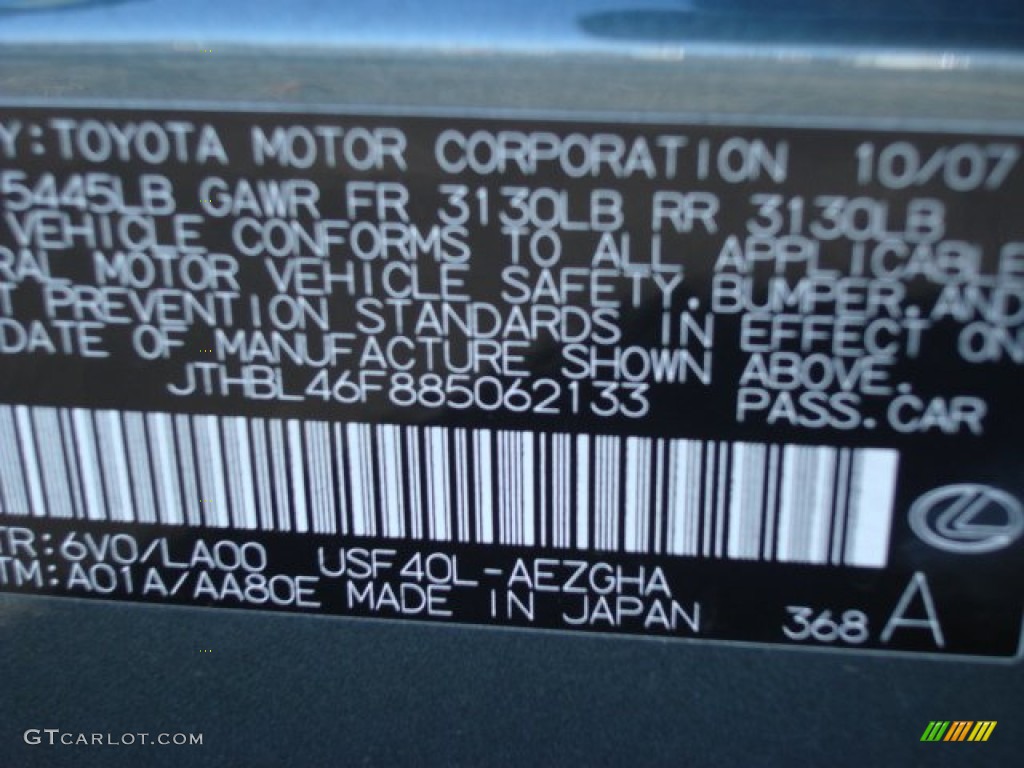 Y:TOYOTA MOTOR CORPORATION 10/07
5445LB GAWR FR 3130LB RR 3130LB
VEHICLE CONFORMS TO ALL APPLICABLE
RAL MOTOR VEHICLE SAFETY, BUMPER, AND
T PREVENTION STANDARDS IN EFFECT ON
DATE OF MANUFACTURE SHOWN ABOVE.
JTHBL46F885062133 PASS.CAR
TR:6V0/LA00 USF40L-AEZGHA
TM:A01A/AA80E MADE IN JAPAN 368 A
GTCARLOT.COM